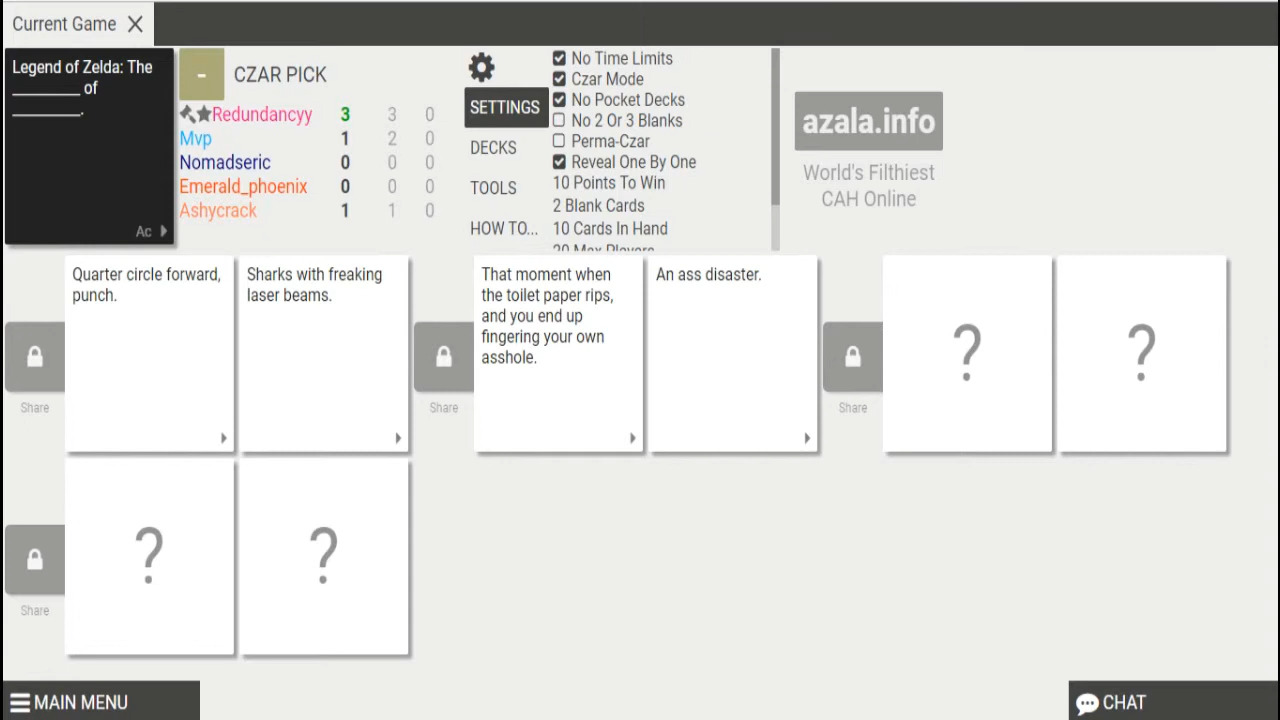 Current Game
Legend of Zelda: The
________ of
________.
Ac
-
CZAR PICK
Redundancyy 3 3 0
Mvp 1 2 0
Nomadseric 0 0 0
Emerald_phoenix 0 0 0
Ashycrack 1 1 0
SETTINGS
DECKS
TOOLS
HOW TO...
No Time Limits
Czar Mode
No Pocket Decks
No 2 Or 3 Blanks
Perma-Czar
Reveal One By One
10 Points To Win
2 Blank Cards
10 Cards In Hand
20 Max Players
azala.info
World's Filthiest
CAH Online
Quarter circle forward,
punch.
Sharks with freaking
laser beams.
Share
That moment when
the toilet paper rips,
and you end up
fingering your own
asshole.
An ass disaster.
Share
?
?
Share
?
?
Share
MAIN MENU
CHAT